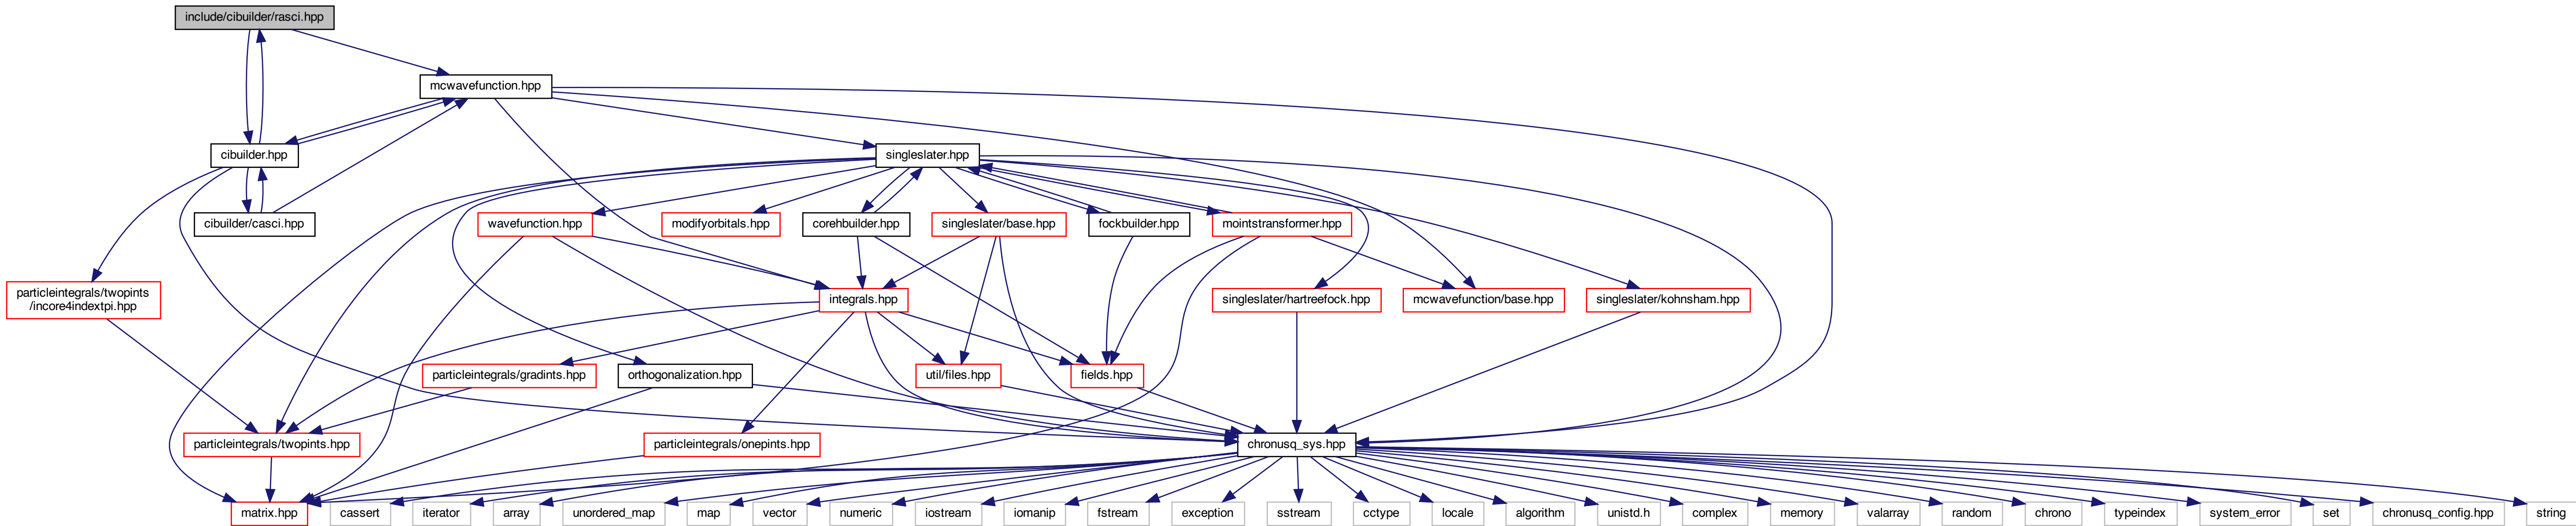 include/cibuilder/rasci.hpp
mcwavefunction.hpp
cibuilder.hpp
singleslater.hpp
cibuilder/casci.hpp
wavefunction.hpp
modifyorbitals.hpp
corehbuilder.hpp
singleslater/base.hpp
fockbuilder.hpp
mointstransformer.hpp
particleintegrals/twopints
/incore4indextpi.hpp
integrals.hpp
singleslater/hartreefock.hpp
mcwavefunction/base.hpp
singleslater/kohnsham.hpp
particleintegrals/gradints.hpp
orthogonalization.hpp
util/files.hpp
fields.hpp
particleintegrals/twopints.hpp
particleintegrals/onepints.hpp
chronusq_sys.hpp
matrix.hpp
cassert
iterator
array
unordered_map
map
vector
numeric
iostream
iomanip
fstream
exception
sstream
cctype
locale
algorithm
unistd.h
complex
memory
valarray
random
chrono
typeindex
system_error
set
chronusq_config.hpp
string